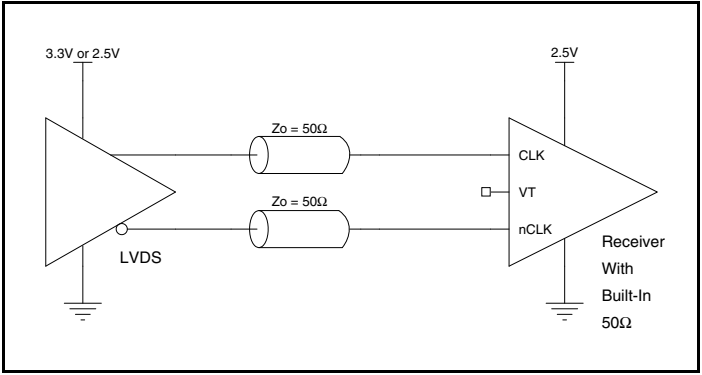 3.3V or 2.5V
2.5V
Zo = 50Ω
CLK
VT
Zo = 50Ω
nCLK
LVDS
Receiver
With
Built-In
50Ω